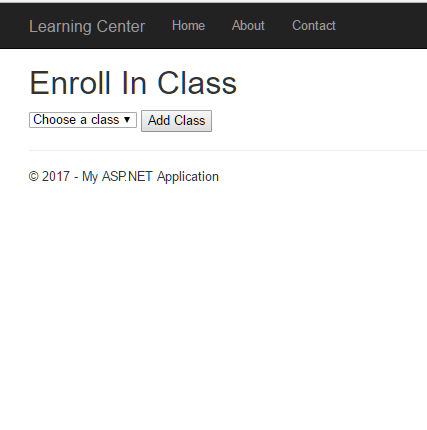 Learning Center Home About Contact
Enroll In Class
Choose a class Add Class
© 2017 - My ASP.NET Application